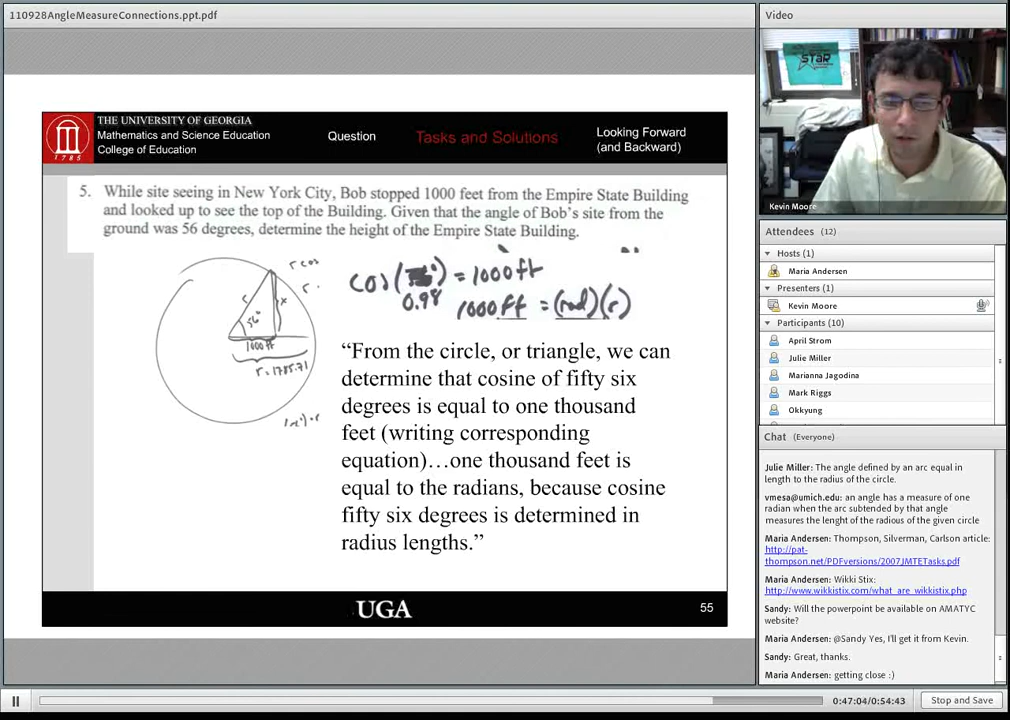 110928AngleMeasureConnections.ppt.pdf
THE UNIVERSITY OF GEORGIA
Mathematics and Science Education
College of Education
Question
Tasks and Solutions
Looking Forward
(and Backward)
1785
5. While site seeing in New York City, Bob stopped 1000 feet from the Empire State Building
and looked up to see the top of the Building. Given that the angle of Bob's site from the
ground was 56 degrees, determine the height of the Empire State Building.
r cos
r
x
56°
1000 ft
r=1785.71
cos( ) = 1000ft
0.98
1000ft = (rad)(r)
"From the circle, or triangle, we can
determine that cosine of fifty six
degrees is equal to one thousand
feet (writing corresponding
equation)…one thousand feet is
equal to the radians, because cosine
fifty six degrees is determined in
radius lengths."
UGA
55
Video
STaR
Kevin Moore
Attendees (12)
Hosts (1)
Maria Andersen
Presenters (1)
Kevin Moore
Participants (10)
April Strom
Julie Miller
Marianna Jagodina
Mark Riggs
Okkyung
Chat (Everyone)
Julie Miller: The angle defined by an arc equal in
length to the radius of the circle.
vmesa@umich.edu: an angle has a measure of one
radian when the arc subtended by that angle
measures the lenght of the radious of the given circle
Maria Andersen: Thompson, Silverman, Carlson article:
http://pat-
thompson.net/PDFversions/2007JMTETasks.pdf
Maria Andersen: Wikki Stix:
http://www.wikkistix.com/what_are_wikkistix.php
Sandy: Will the powerpoint be available on AMATYC
website?
Maria Andersen: @Sandy Yes, I'll get it from Kevin.
Sandy: Great, thanks.
Maria Andersen: getting close :)
0:47:04/0:54:43
Stop and Save